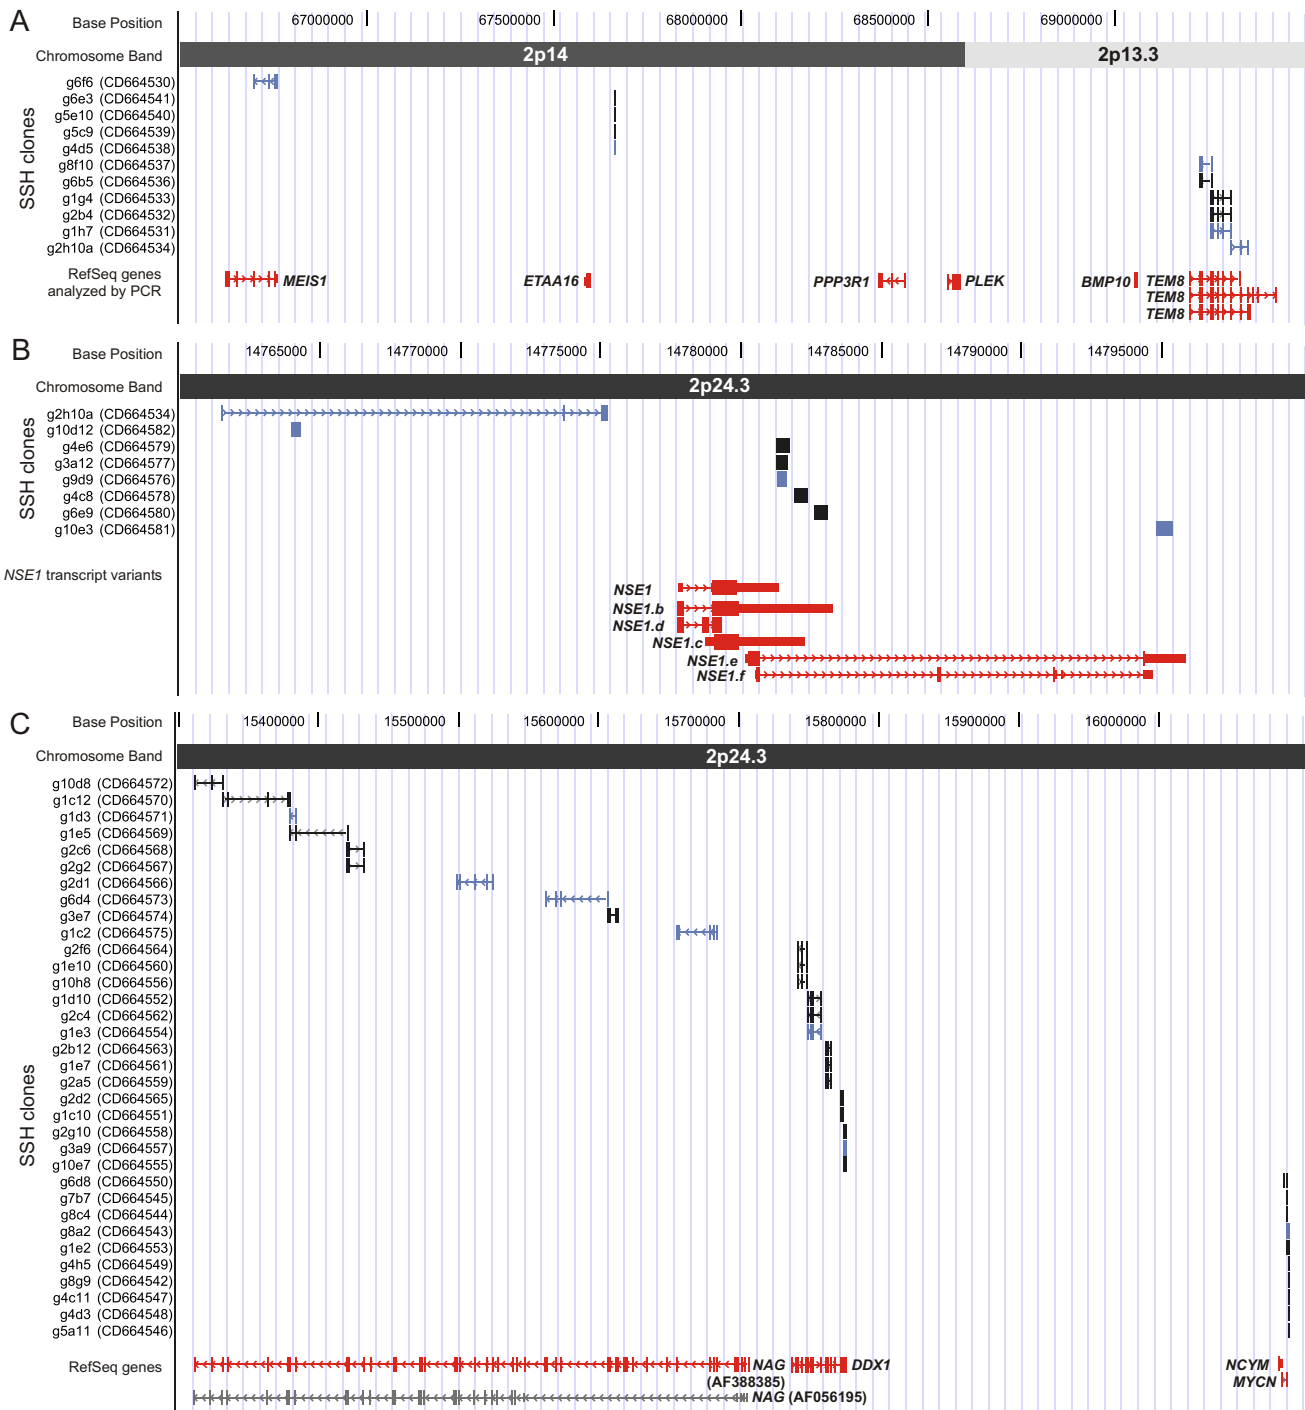 A
Base Position 67000000 67500000 68000000 68500000 69000000
Chromosome Band 2p14 2p13.3
SSH clones
g6f6 (CD664530)
g6e3 (CD664541)
g5e10 (CD664540)
g5c9 (CD664539)
g4d5 (CD664538)
g8f10 (CD664537)
g6b5 (CD664536)
g1g4 (CD664533)
g2b4 (CD664532)
g1h7 (CD664531)
g2h10a (CD664534)
RefSeq genes
analyzed by PCR
MEIS1 ETAA16 PPP3R1 PLEK BMP10 TEM8
TEM8
TEM8
B
Base Position 14765000 14770000 14775000 14780000 14785000 14790000 14795000
Chromosome Band 2p24.3
SSH clones
g2h10a (CD664534)
g10d12 (CD664582)
g4e6 (CD664579)
g3a12 (CD664577)
g9d9 (CD664576)
g4c8 (CD664578)
g6e9 (CD664580)
g10e3 (CD664581)
NSE1 transcript variants
NSE1
NSE1.b
NSE1.d
NSE1.c
NSE1.e
NSE1.f
C
Base Position 15400000 15500000 15600000 15700000 15800000 15900000 16000000
Chromosome Band 2p24.3
SSH clones
g10d8 (CD664572)
g1c12 (CD664570)
g1d3 (CD664571)
g1e5 (CD664569)
g2c6 (CD664568)
g2g2 (CD664567)
g2d1 (CD664566)
g6d4 (CD664573)
g3e7 (CD664574)
g1c2 (CD664575)
g2f6 (CD664564)
g1e10 (CD664560)
g10h8 (CD664556)
g1d10 (CD664552)
g2c4 (CD664562)
g1e3 (CD664554)
g2b12 (CD664563)
g1e7 (CD664561)
g2a5 (CD664559)
g2d2 (CD664565)
g1c10 (CD664551)
g2g10 (CD664558)
g3a9 (CD664557)
g10e7 (CD664555)
g6d8 (CD664550)
g7b7 (CD664545)
g8c4 (CD664544)
g8a2 (CD664543)
g1e2 (CD664553)
g4h5 (CD664549)
g8g9 (CD664542)
g4c11 (CD664547)
g4d3 (CD664548)
g5a11 (CD664546)
RefSeq genes NAG DDX1 NCYM
(AF388385) MYCN
NAG (AF056195)